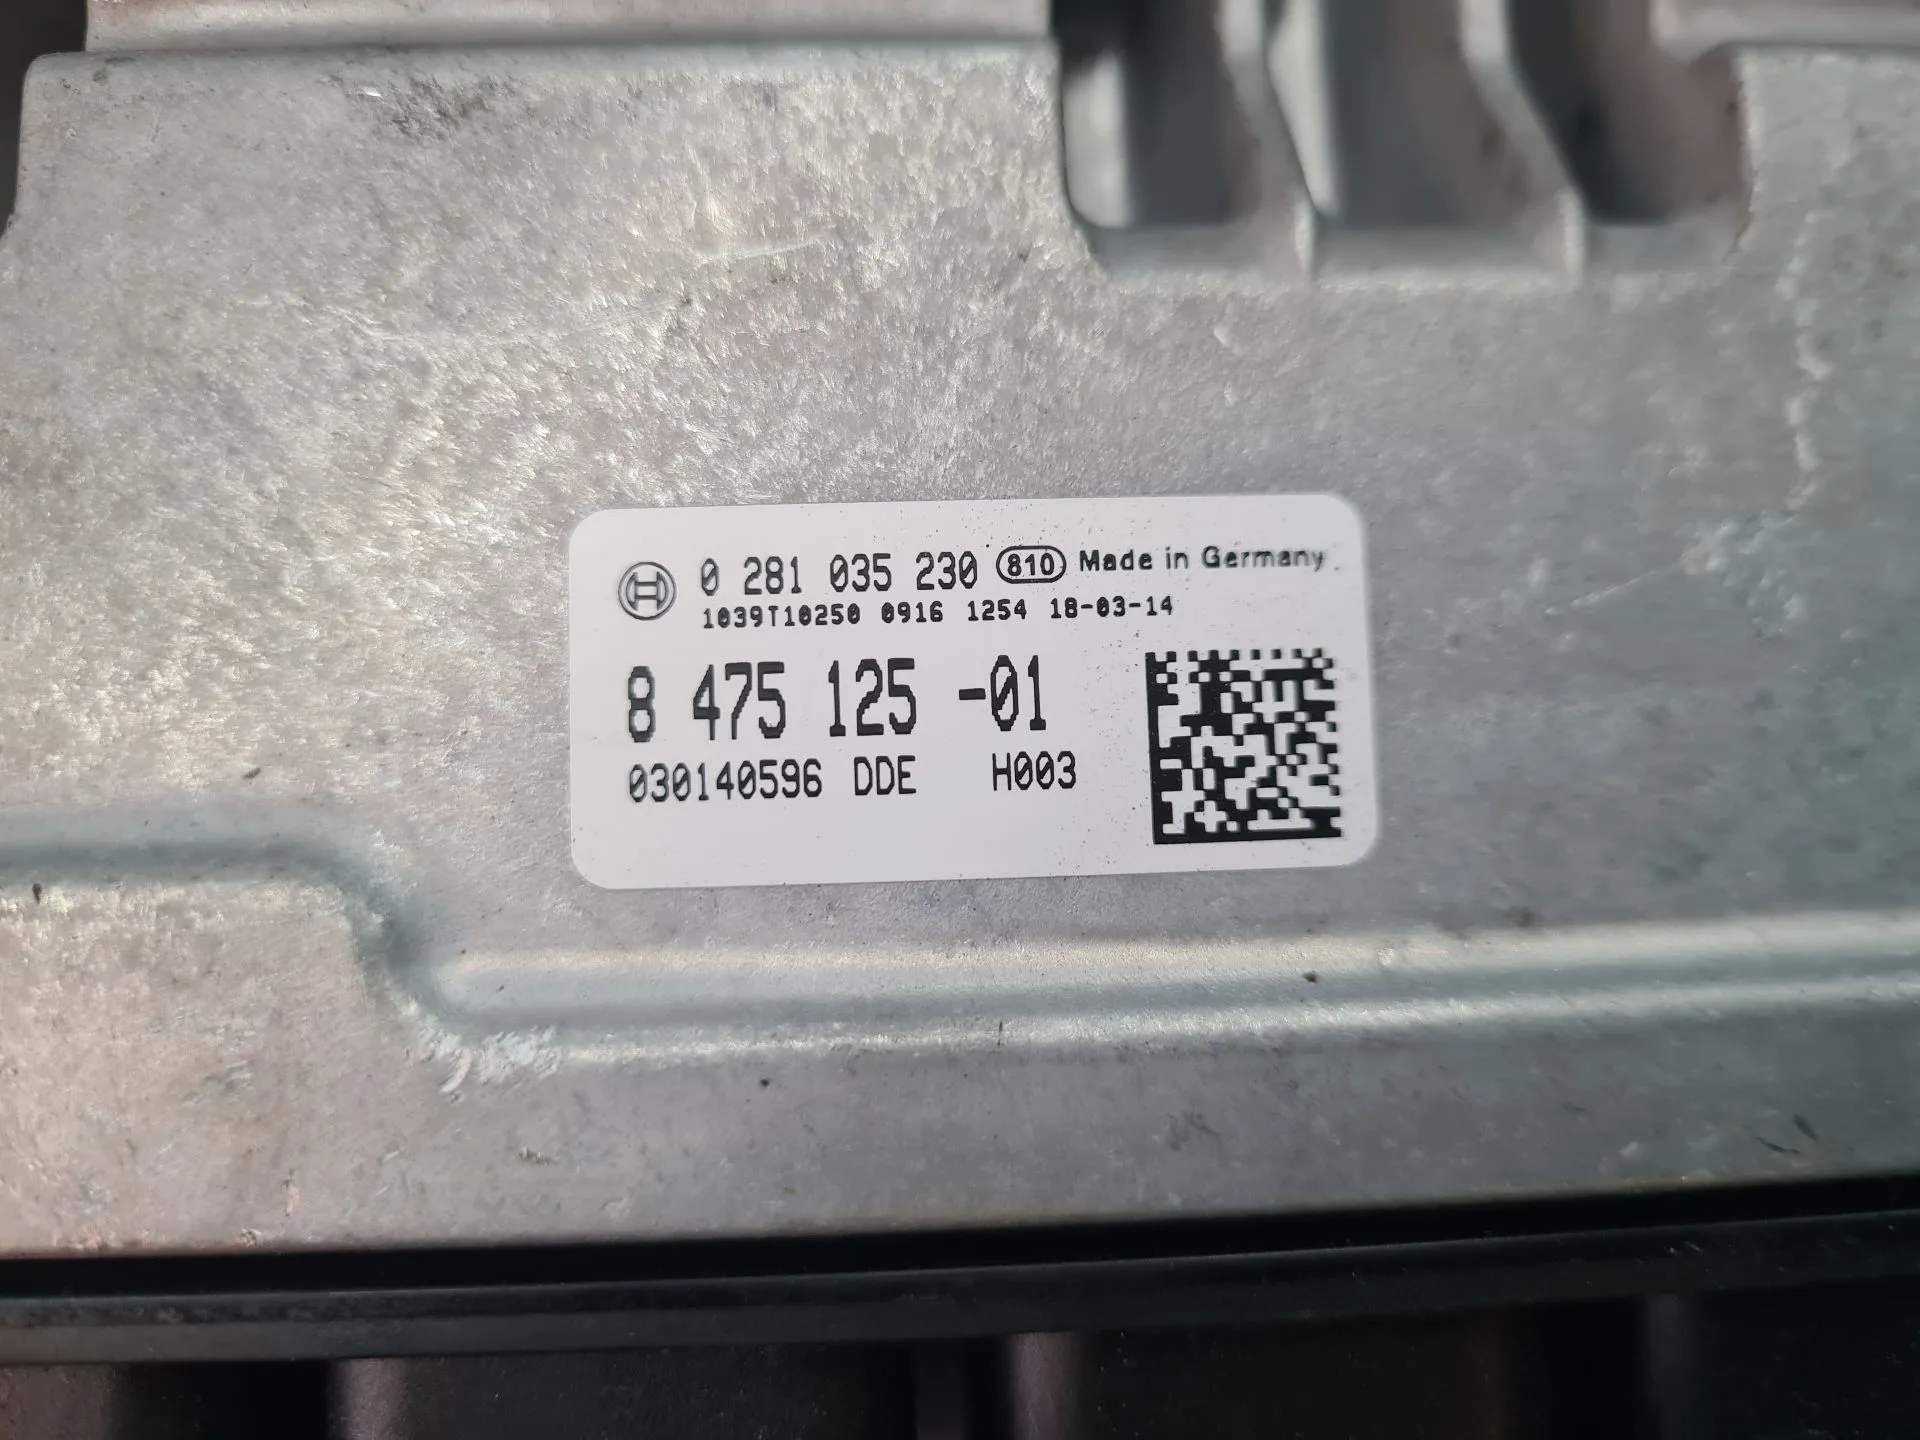 0 281 035 230 810 Made in Germany
1039T10250 0916 1254 18-03-14
8 475 125 -01
030140596 DDE H003